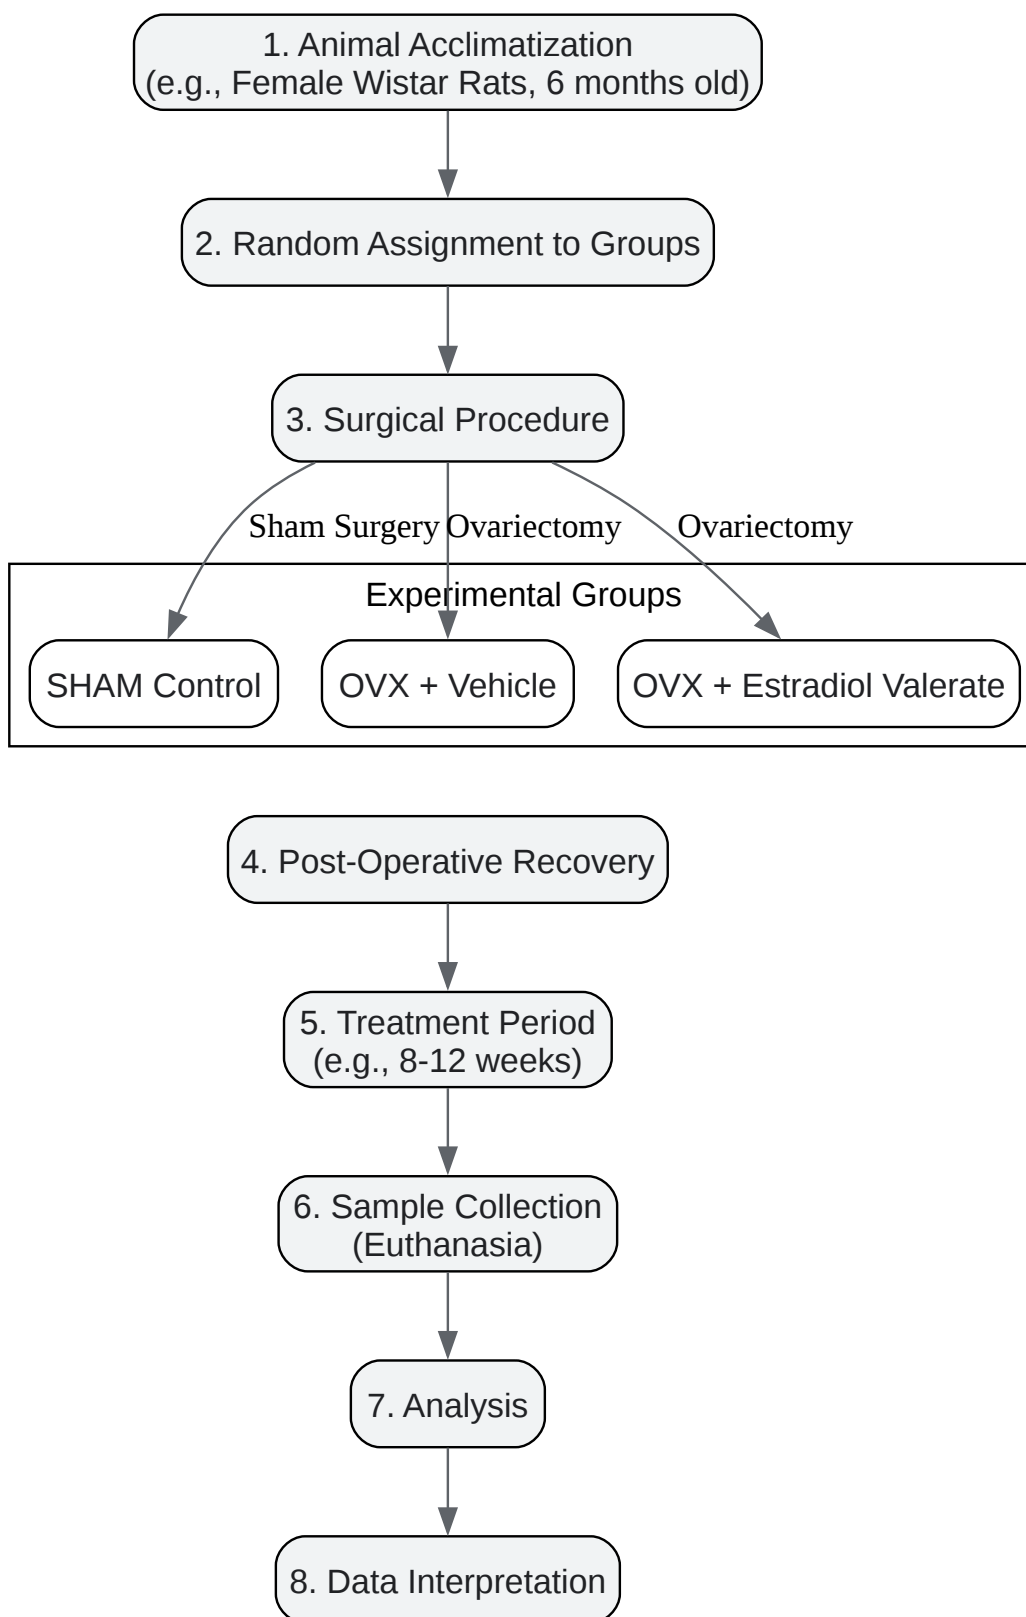 1. Animal Acclimatization
(e.g., Female Wistar Rats, 6 months old)
2. Random Assignment to Groups
3. Surgical Procedure
Sham Surgery
Ovariectomy
Ovariectomy
Experimental Groups
SHAM Control
OVX + Vehicle
OVX + Estradiol Valerate
4. Post-Operative Recovery
5. Treatment Period
(e.g., 8-12 weeks)
6. Sample Collection
(Euthanasia)
7. Analysis
8. Data Interpretation